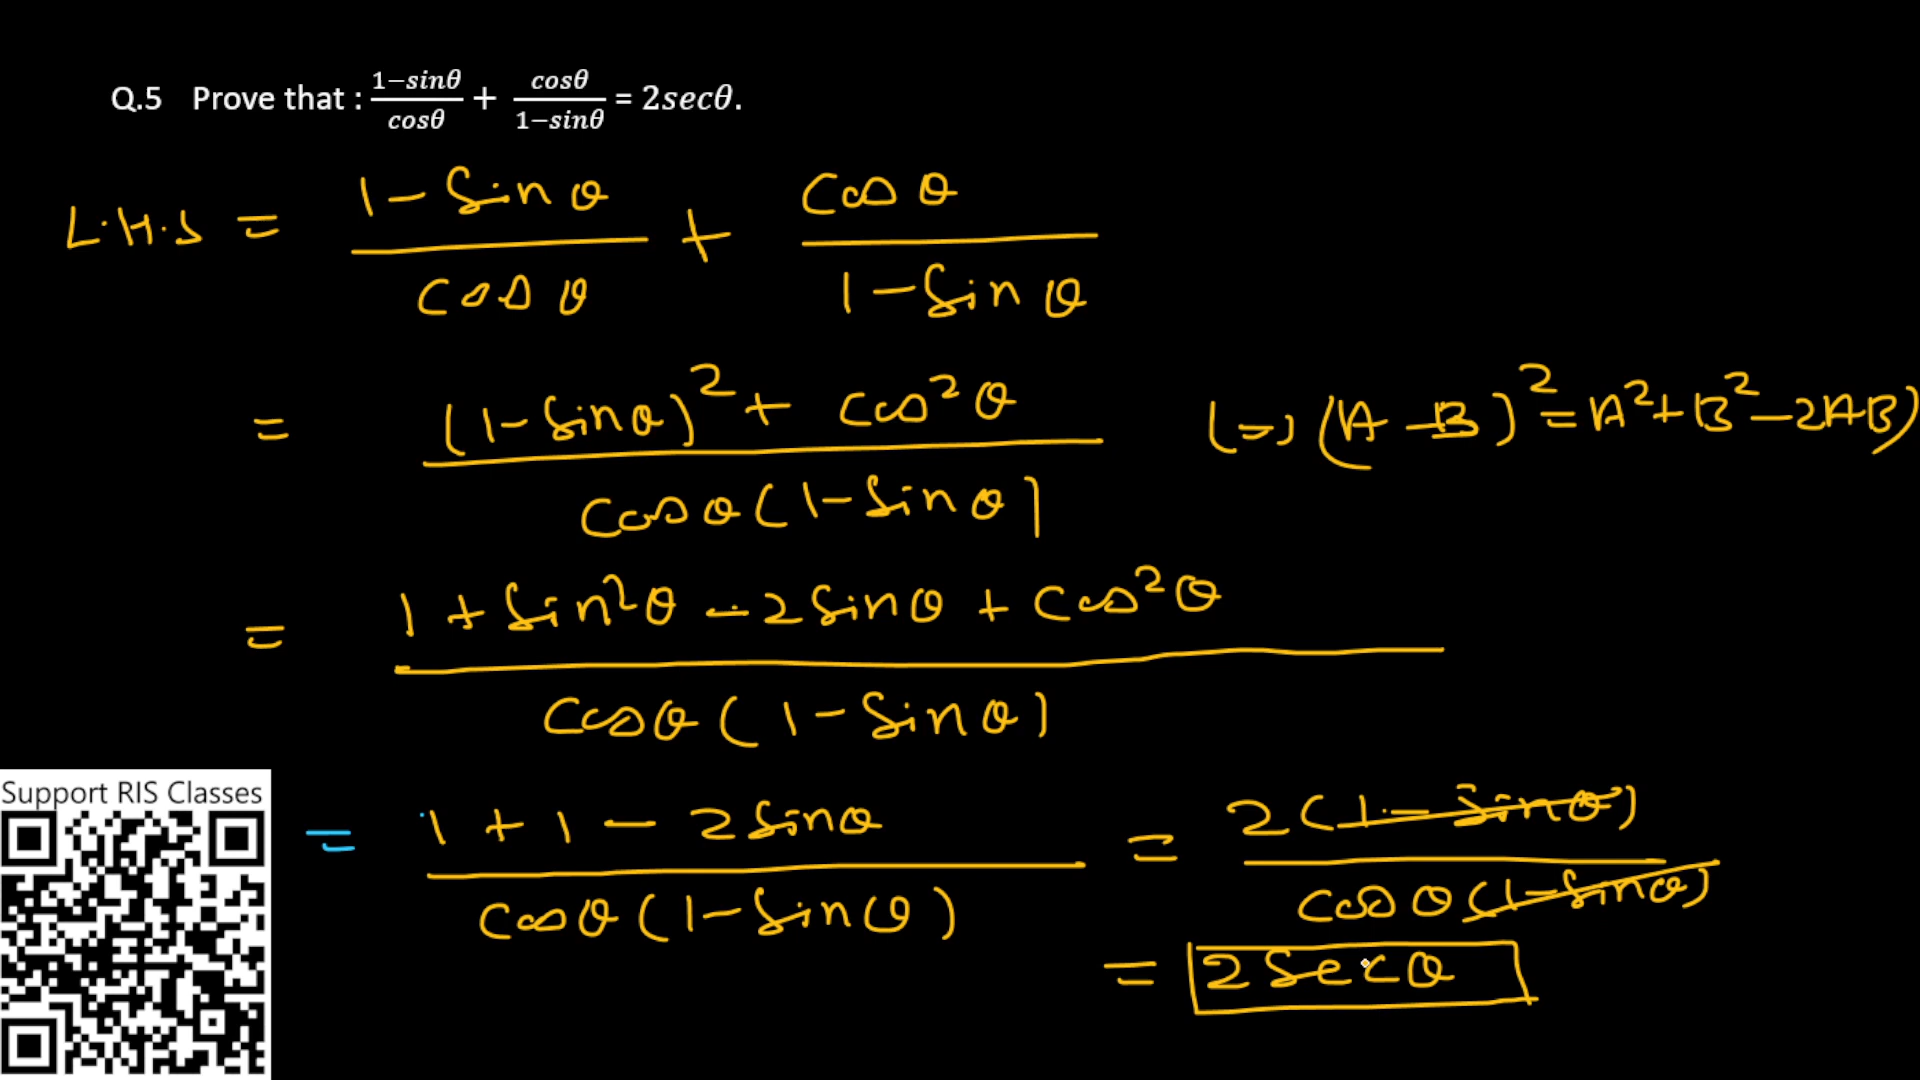 Q.5 Prove that : (1−sinθ)/(cosθ) + (cosθ)/(1−sinθ) = 2secθ.
L.H.S = (1 − Sin θ)/(cos θ) + (cos θ)/(1 − Sin θ)
= ((1 − Sinθ)² + cos²θ)/(cosθ(1 − Sinθ)) (∵ (A − B)² = A² + B² − 2AB)
= (1 + Sin²θ − 2Sinθ + cos²θ)/(cosθ(1 − Sinθ))
= (1 + 1 − 2Sinθ)/(cosθ(1 − Sinθ)) = (2(1 − Sinθ))/(cosθ(1 − Sinθ))
= 2Secθ
Support RIS Classes